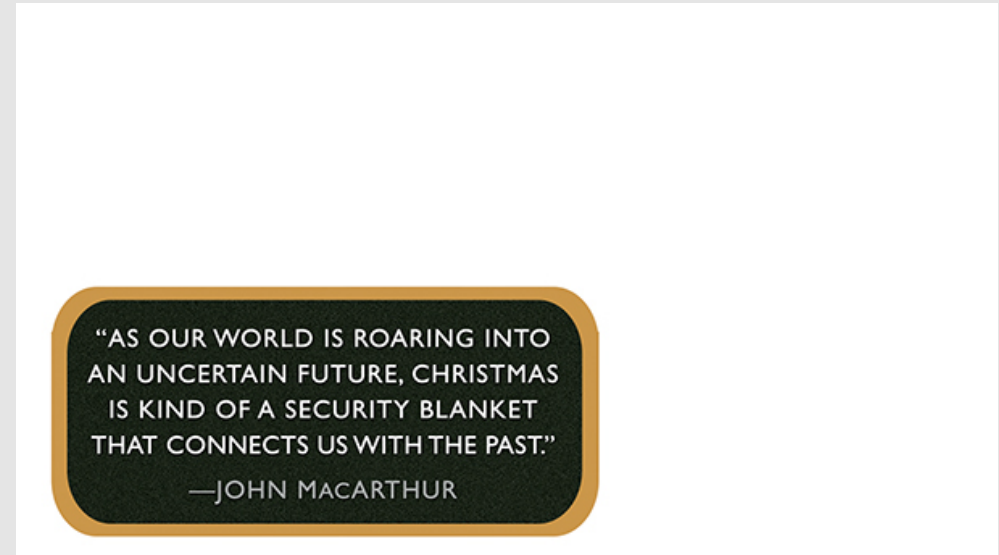 “AS OUR WORLD IS ROARING INTO
AN UNCERTAIN FUTURE, CHRISTMAS
IS KIND OF A SECURITY BLANKET
THAT CONNECTS US WITH THE PAST.”
—JOHN MACARTHUR